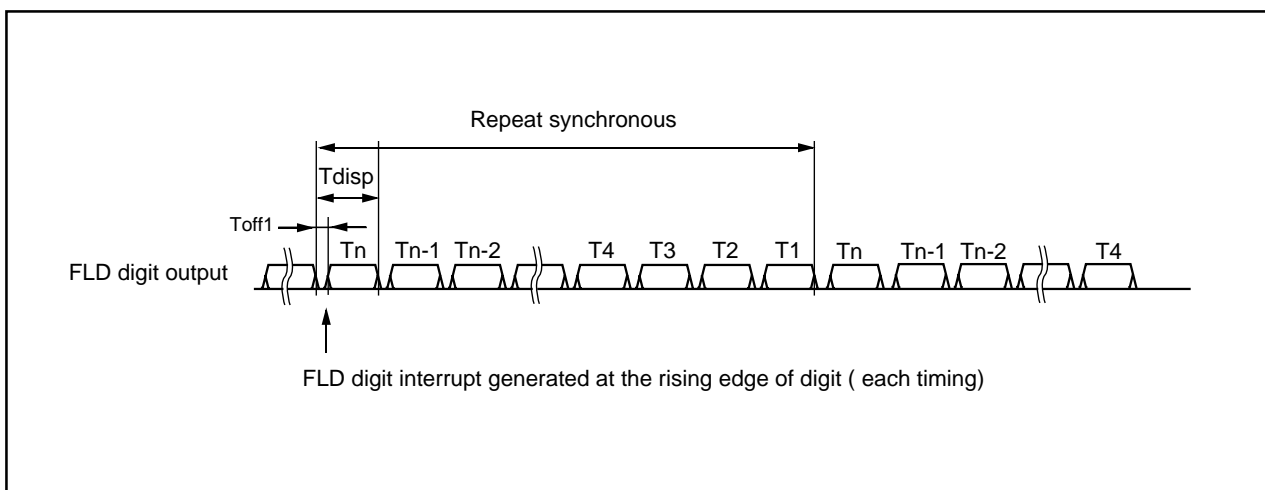 Repeat synchronous
Tdisp
Toff1
Tn Tn-1 Tn-2 T4 T3 T2 T1 Tn Tn-1 Tn-2 T4
FLD digit output
FLD digit interrupt generated at the rising edge of digit ( each timing)